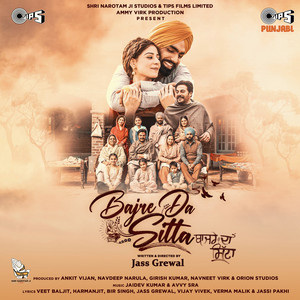 TIPS
TIPS
PUNJABI
SHRI NAROTAM JI STUDIOS & TIPS FILMS LIMITED
AMMY VIRK PRODUCTION
PRESENT
Bajre Da
Sitta
ਬਾਜਰੇ ਦਾ
ਸਿੱਟਾ
WRITTEN & DIRECTED BY
Jass Grewal
PRODUCED BY ANKIT VIJAN, NAVDEEP NARULA, GIRISH KUMAR, NAVNEET VIRK & ORION STUDIOS
MUSIC JAIDEV KUMAR & AVVY SRA
LYRICS VEET BALJIT, HARMANJIT, BIR SINGH, JASS GREWAL, VIJAY VIVEK, VERMA MALIK & JASSI PAKHI